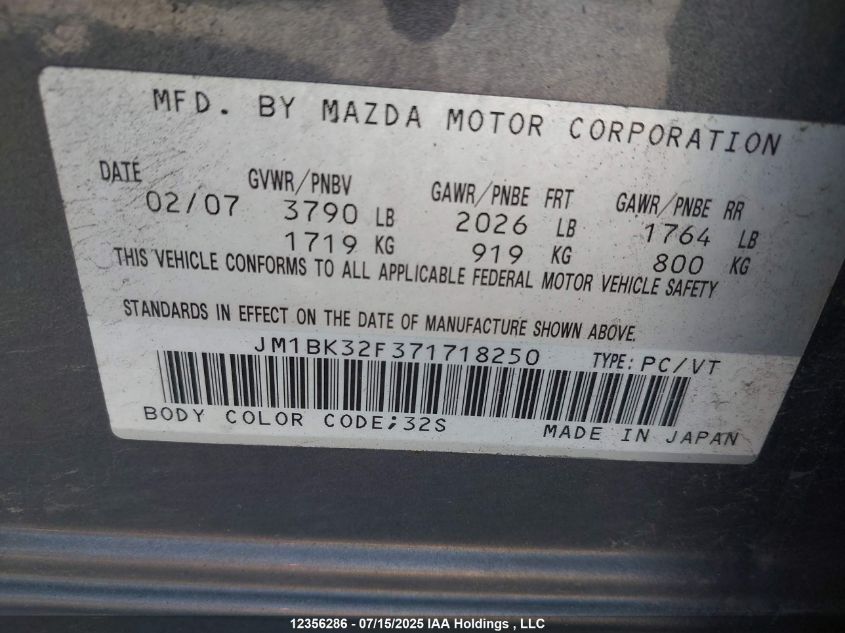 MFD. BY MAZDA MOTOR CORPORATION
DATE GVWR/PNBV GAWR/PNBE FRT GAWR/PNBE RR
02/07 3790 LB 2026 LB 1764 LB
1719 KG 919 KG 800 KG
THIS VEHICLE CONFORMS TO ALL APPLICABLE FEDERAL MOTOR VEHICLE SAFETY
STANDARDS IN EFFECT ON THE DATE OF MANUFACTURE SHOWN ABOVE.
JM1BK32F371718250 TYPE: PC/VT
BODY COLOR CODE;32S MADE IN JAPAN
12356286 - 07/15/2025 IAA Holdings , LLC